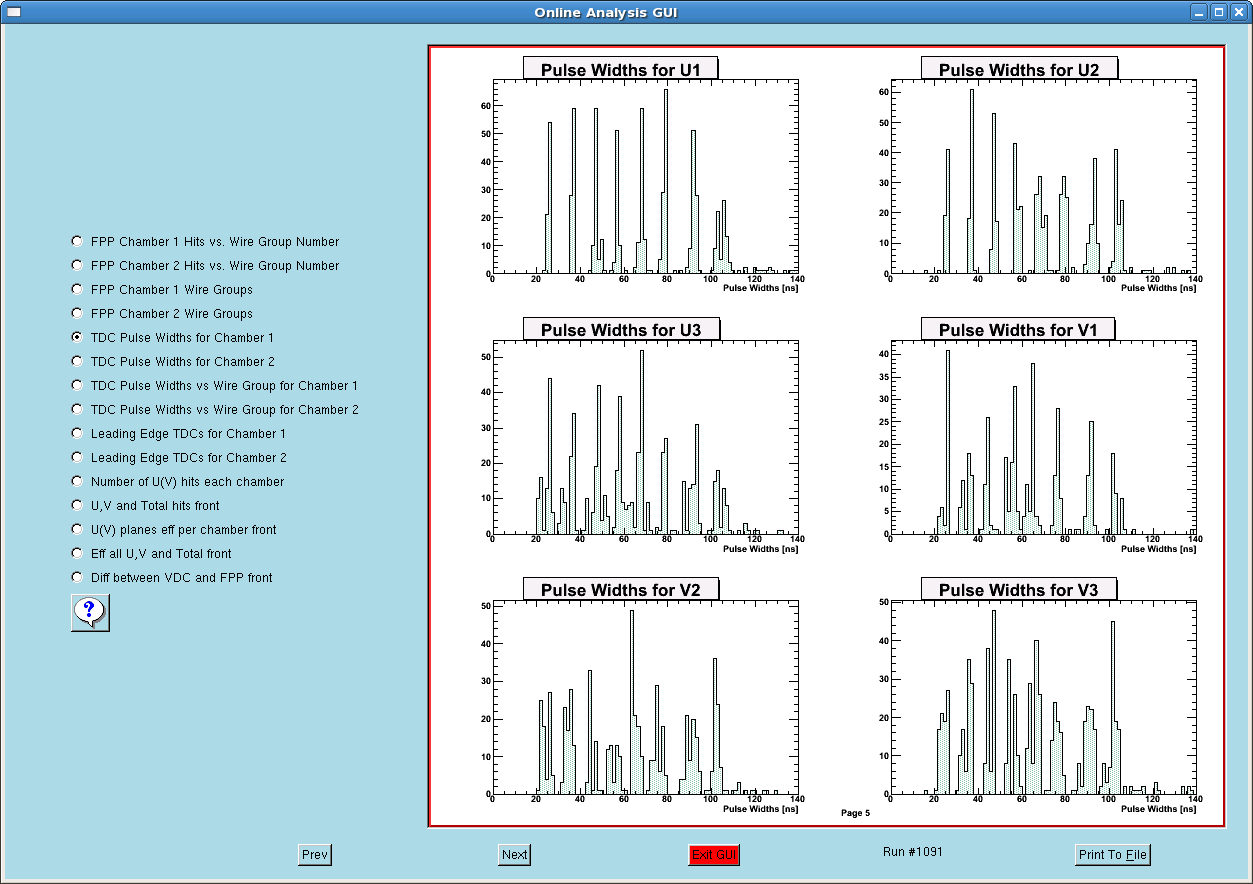 Online Analysis GUI
FPP Chamber 1 Hits vs. Wire Group Number
FPP Chamber 2 Hits vs. Wire Group Number
FPP Chamber 1 Wire Groups
FPP Chamber 2 Wire Groups
TDC Pulse Widths for Chamber 1
TDC Pulse Widths for Chamber 2
TDC Pulse Widths vs Wire Group for Chamber 1
TDC Pulse Widths vs Wire Group for Chamber 2
Leading Edge TDCs for Chamber 1
Leading Edge TDCs for Chamber 2
Number of U(V) hits each chamber
U,V and Total hits front
U(V) planes eff per chamber front
Eff all U,V and Total front
Diff between VDC and FPP front
?
Pulse Widths for U1
60
50
40
30
20
10
0
0 20 40 60 80 100 120 140
Pulse Widths [ns]
Pulse Widths for U2
60
50
40
30
20
10
0
0 20 40 60 80 100 120 140
Pulse Widths [ns]
Pulse Widths for U3
50
40
30
20
10
0
0 20 40 60 80 100 120 140
Pulse Widths [ns]
Pulse Widths for V1
40
35
30
25
20
15
10
5
0
0 20 40 60 80 100 120 140
Pulse Widths [ns]
Pulse Widths for V2
50
40
30
20
10
0
0 20 40 60 80 100 120 140
Pulse Widths [ns]
Pulse Widths for V3
50
40
30
20
10
0
0 20 40 60 80 100 120 140
Pulse Widths [ns]
Page 5
Prev
Next
Exit GUI
Run #1091
Print To File